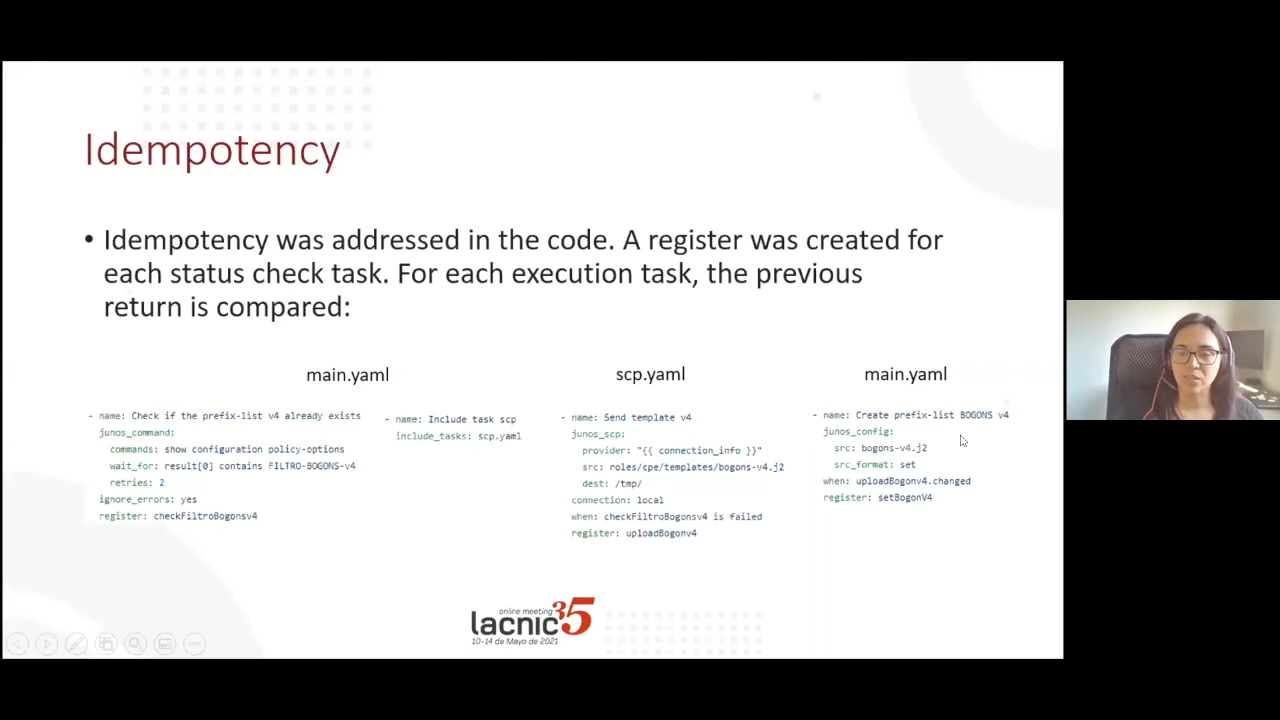 Idempotency
• Idempotency was addressed in the code. A register was created for
each status check task. For each execution task, the previous
return is compared:
main.yaml
- name: Check if the prefix-list v4 already exists
junos_command:
commands: show configuration policy-options
wait_for: result[0] contains FILTRO-BOGONS-v4
retries: 2
ignore_errors: yes
register: checkFiltroBogonsv4
- name: Include task scp
include_tasks: scp.yaml
scp.yaml
- name: Send template v4
junos_scp:
provider: "{{ connection_info }}"
src: roles/cpe/templates/bogons-v4.j2
dest: /tmp/
connection: local
when: checkFiltroBogonsv4 is failed
register: uploadBogonv4
main.yaml
- name: Create prefix-list BOGONS v4
junos_config:
src: bogons-v4.j2
src_format: set
when: uploadBogonv4.changed
register: setBogonV4
online meeting
lacnic35
10-14 de Mayo de 2021